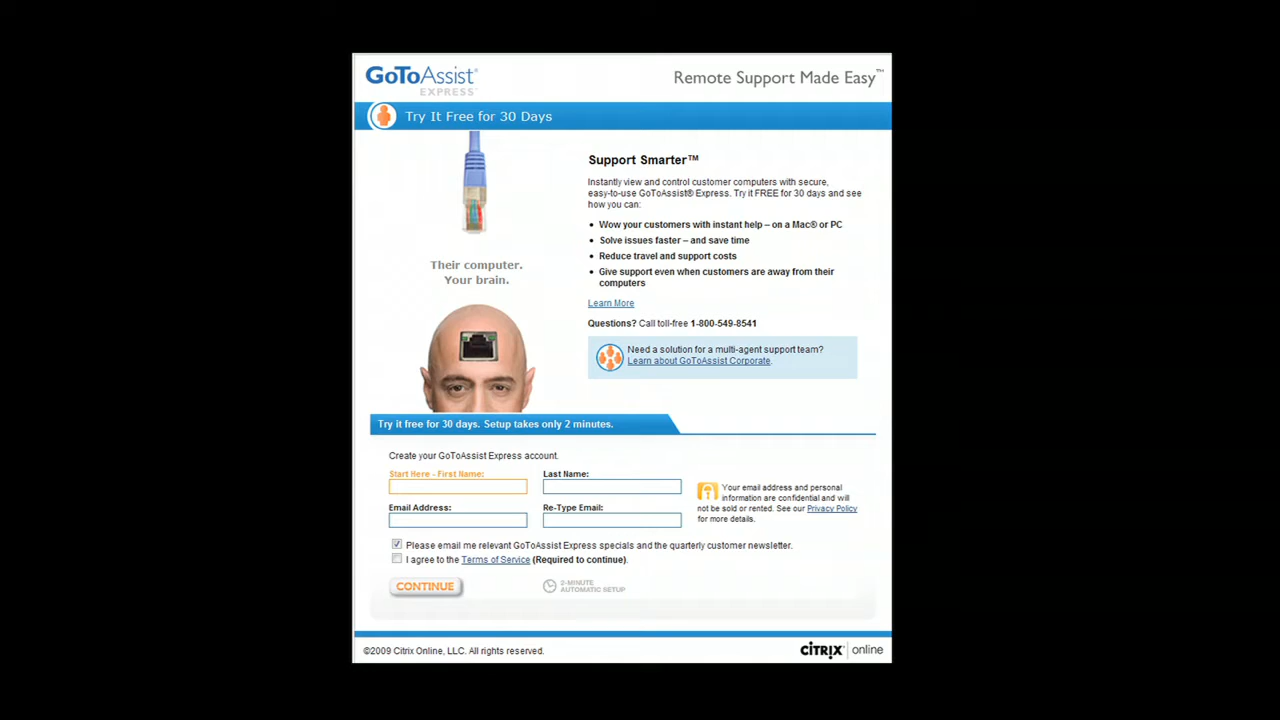 GoToAssist®
EXPRESS™
Remote Support Made Easy™
Try It Free for 30 Days
Their computer.
Your brain.
Support Smarter™
Instantly view and control customer computers with secure,
easy-to-use GoToAssist® Express. Try it FREE for 30 days and see
how you can:
• Wow your customers with instant help – on a Mac® or PC
• Solve issues faster – and save time
• Reduce travel and support costs
• Give support even when customers are away from their
computers
Learn More
Questions? Call toll-free 1-800-549-8541
Need a solution for a multi-agent support team?
Learn about GoToAssist Corporate.
Try it free for 30 days. Setup takes only 2 minutes.
Create your GoToAssist Express account.
Start Here - First Name:
Last Name:
Email Address:
Re-Type Email:
Your email address and personal
information are confidential and will
not be sold or rented. See our Privacy Policy
for more details.
Please email me relevant GoToAssist Express specials and the quarterly customer newsletter.
I agree to the Terms of Service (Required to continue).
CONTINUE
2-MINUTE
AUTOMATIC SETUP
©2009 Citrix Online, LLC. All rights reserved.
CITRIX® online